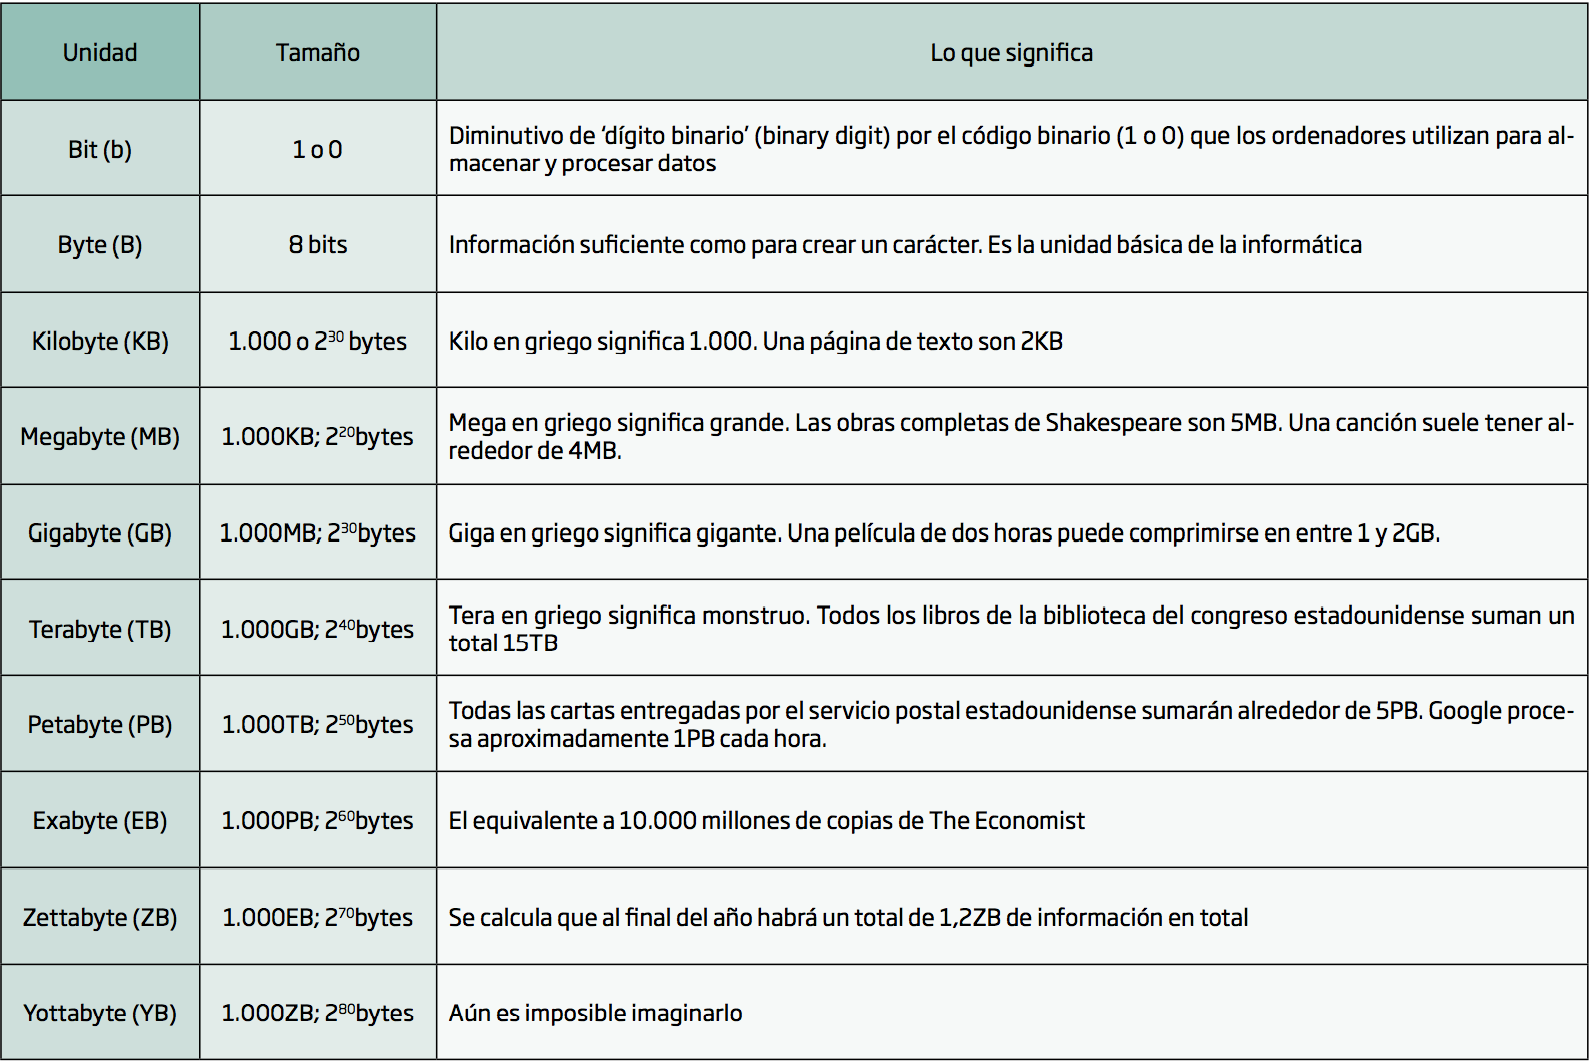 Unidad
Tamaño
Lo que significa
Bit (b)
1 o 0
Diminutivo de ‘dígito binario’ (binary digit) por el código binario (1 o 0) que los ordenadores utilizan para al-
macenar y procesar datos
Byte (B)
8 bits
Información suficiente como para crear un carácter. Es la unidad básica de la informática
Kilobyte (KB)
1.000 o 2³⁰ bytes
Kilo en griego significa 1.000. Una página de texto son 2KB
Megabyte (MB)
1.000KB; 2²⁰bytes
Mega en griego significa grande. Las obras completas de Shakespeare son 5MB. Una canción suele tener al-
rededor de 4MB.
Gigabyte (GB)
1.000MB; 2³⁰bytes
Giga en griego significa gigante. Una película de dos horas puede comprimirse en entre 1 y 2GB.
Terabyte (TB)
1.000GB; 2⁴⁰bytes
Tera en griego significa monstruo. Todos los libros de la biblioteca del congreso estadounidense suman un
total 15TB
Petabyte (PB)
1.000TB; 2⁵⁰bytes
Todas las cartas entregadas por el servicio postal estadounidense sumarán alrededor de 5PB. Google proce-
sa aproximadamente 1PB cada hora.
Exabyte (EB)
1.000PB; 2⁶⁰bytes
El equivalente a 10.000 millones de copias de The Economist
Zettabyte (ZB)
1.000EB; 2⁷⁰bytes
Se calcula que al final del año habrá un total de 1,2ZB de información en total
Yottabyte (YB)
1.000ZB; 2⁸⁰bytes
Aún es imposible imaginarlo